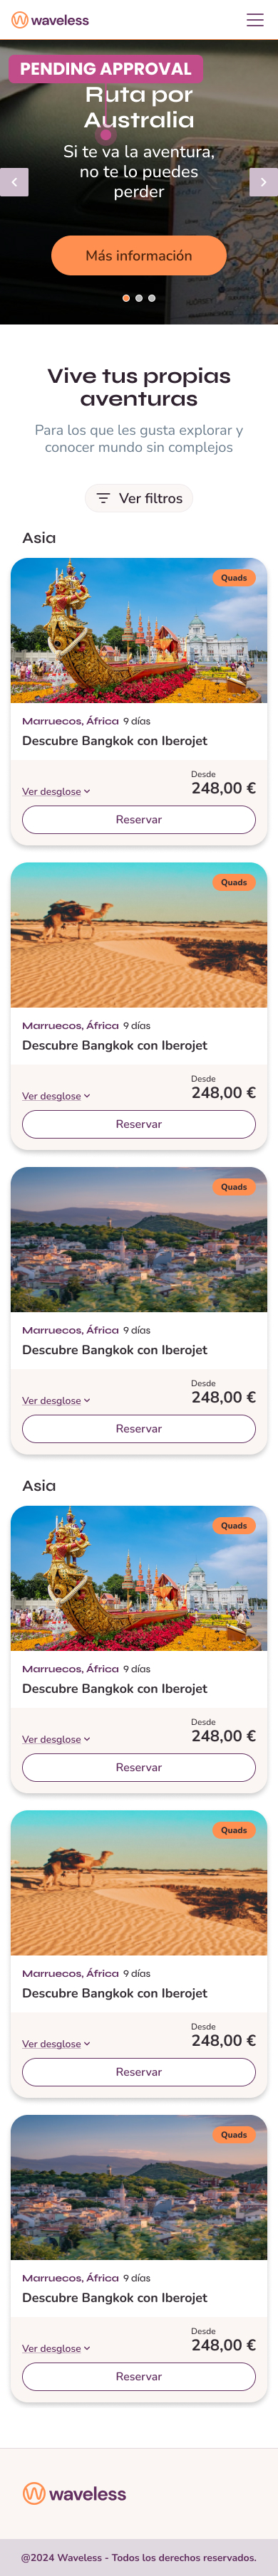 waveless
PENDING APPROVAL
Ruta por
Australia
Si te va la aventura,
no te lo puedes
perder
Más información
Vive tus propias
aventuras
Para los que les gusta explorar y
conocer mundo sin complejos
Ver filtros
Asia
Quads
Marruecos, África 9 días
Descubre Bangkok con Iberojet
Desde
Ver desglose 248,00 €
Reservar
Quads
Marruecos, África 9 días
Descubre Bangkok con Iberojet
Desde
Ver desglose 248,00 €
Reservar
Quads
Marruecos, África 9 días
Descubre Bangkok con Iberojet
Desde
Ver desglose 248,00 €
Reservar
Asia
Quads
Marruecos, África 9 días
Descubre Bangkok con Iberojet
Desde
Ver desglose 248,00 €
Reservar
Quads
Marruecos, África 9 días
Descubre Bangkok con Iberojet
Desde
Ver desglose 248,00 €
Reservar
Quads
Marruecos, África 9 días
Descubre Bangkok con Iberojet
Desde
Ver desglose 248,00 €
Reservar
waveless
@2024 Waveless - Todos los derechos reservados.